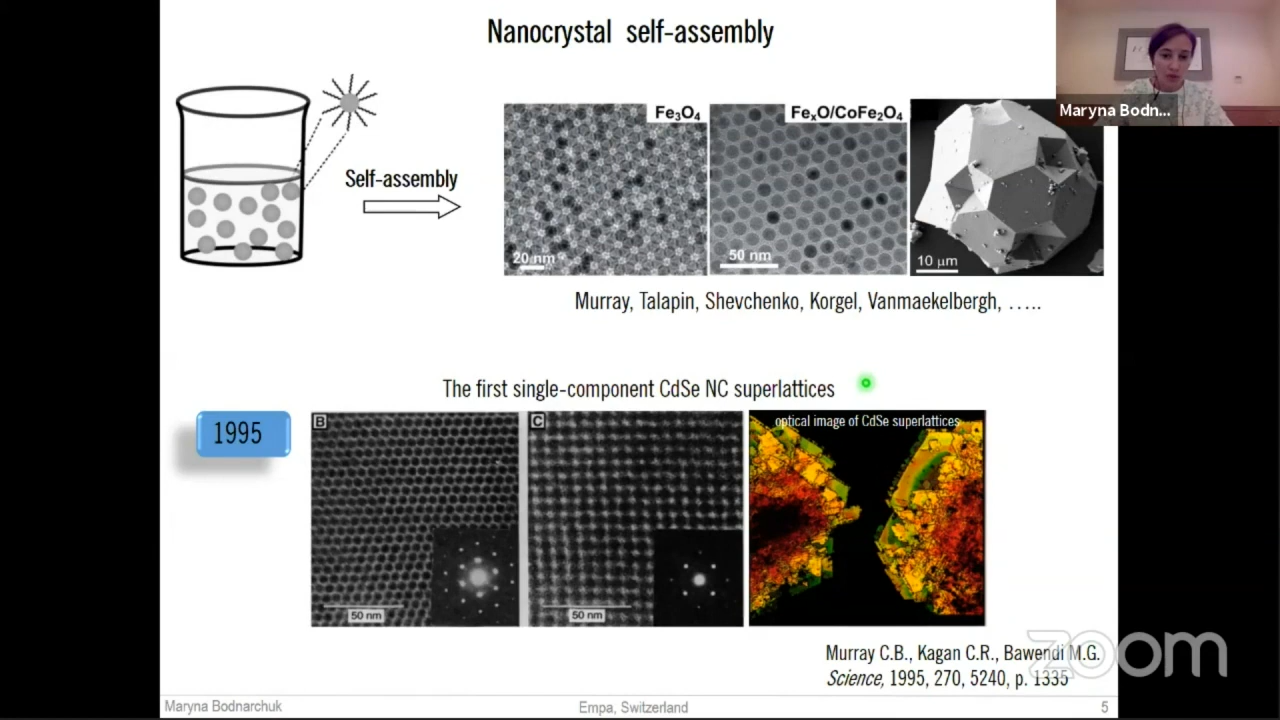 Nanocrystal self-assembly
Maryna Bodn...
Self-assembly
Fe₃O₄
FeₓO/CoFe₂O₄
20 nm
50 nm
10 μm
Murray, Talapin, Shevchenko, Korgel, Vanmaekelbergh, .....
The first single-component CdSe NC superlattices
1995
B
C
optical image of CdSe superlattices
50 nm
50 nm
Murray C.B., Kagan C.R., Bawendi M.G.
Science, 1995, 270, 5240, p. 1335
zoom
Maryna Bodnarchuk
Empa, Switzerland
5